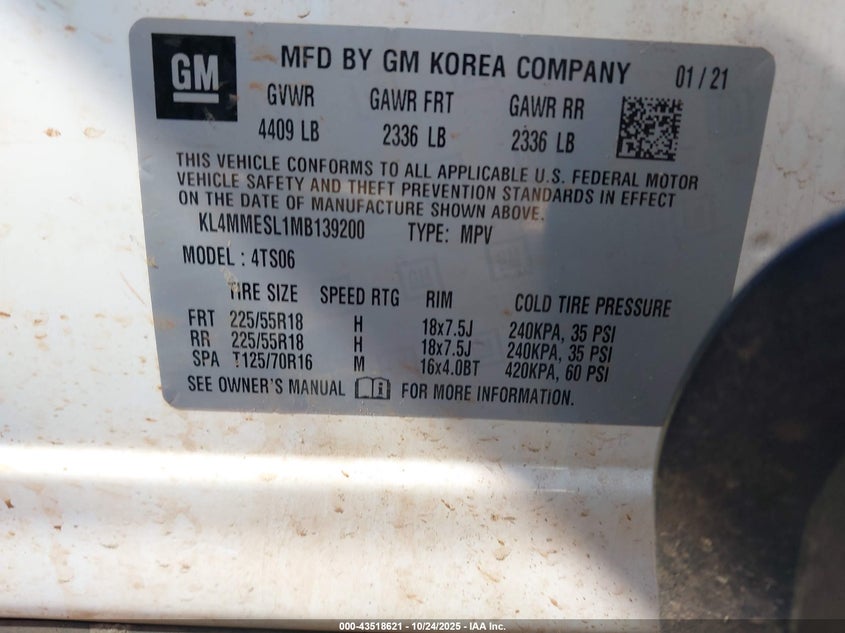 GM MFD BY GM KOREA COMPANY 01/21
GVWR GAWR FRT GAWR RR
4409 LB 2336 LB 2336 LB
THIS VEHICLE CONFORMS TO ALL APPLICABLE U.S. FEDERAL MOTOR
VEHICLE SAFETY AND THEFT PREVENTION STANDARDS IN EFFECT
ON THE DATE OF MANUFACTURE SHOWN ABOVE.
KL4MMESL1MB139200 TYPE: MPV
MODEL : 4TS06
TIRE SIZE SPEED RTG RIM COLD TIRE PRESSURE
FRT 225/55R18 H 18x7.5J 240KPA, 35 PSI
RR 225/55R18 H 18x7.5J 240KPA, 35 PSI
SPA T125/70R16 M 16x4.0BT 420KPA, 60 PSI
SEE OWNER'S MANUAL FOR MORE INFORMATION.
000-43518621 - 10/24/2025 - IAA Inc.